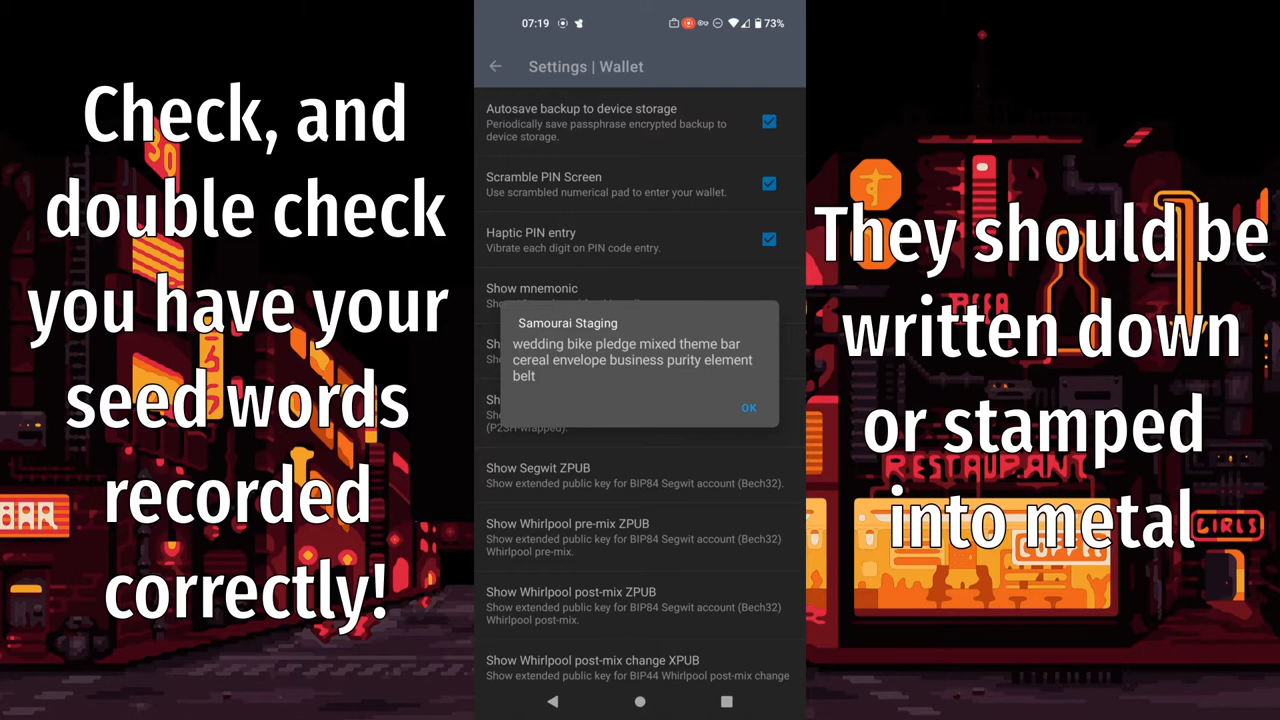 Check, and
double check
you have your
seed words
recorded
correctly!
07:19
73%
Settings | Wallet
Autosave backup to device storage
Periodically save passphrase encrypted backup to
device storage.
Scramble PIN Screen
Use scrambled numerical pad to enter your wallet.
Haptic PIN entry
Vibrate each digit on PIN code entry.
Show mnemonic
Samourai Staging
wedding bike pledge mixed theme bar
cereal envelope business purity element
belt
OK
(P2SH-wrapped).
Show Segwit ZPUB
Show extended public key for BIP84 Segwit account (Bech32).
Show Whirlpool pre-mix ZPUB
Show extended public key for BIP84 Segwit account (Bech32)
Whirlpool pre-mix.
Show Whirlpool post-mix ZPUB
Show extended public key for BIP84 Segwit account (Bech32)
Whirlpool post-mix.
Show Whirlpool post-mix change XPUB
Show extended public key for BIP44 Whirlpool post-mix change
They should be
written down
or stamped
into metal
30
BAR
RESTAURANT
COFFEE
GIRLS